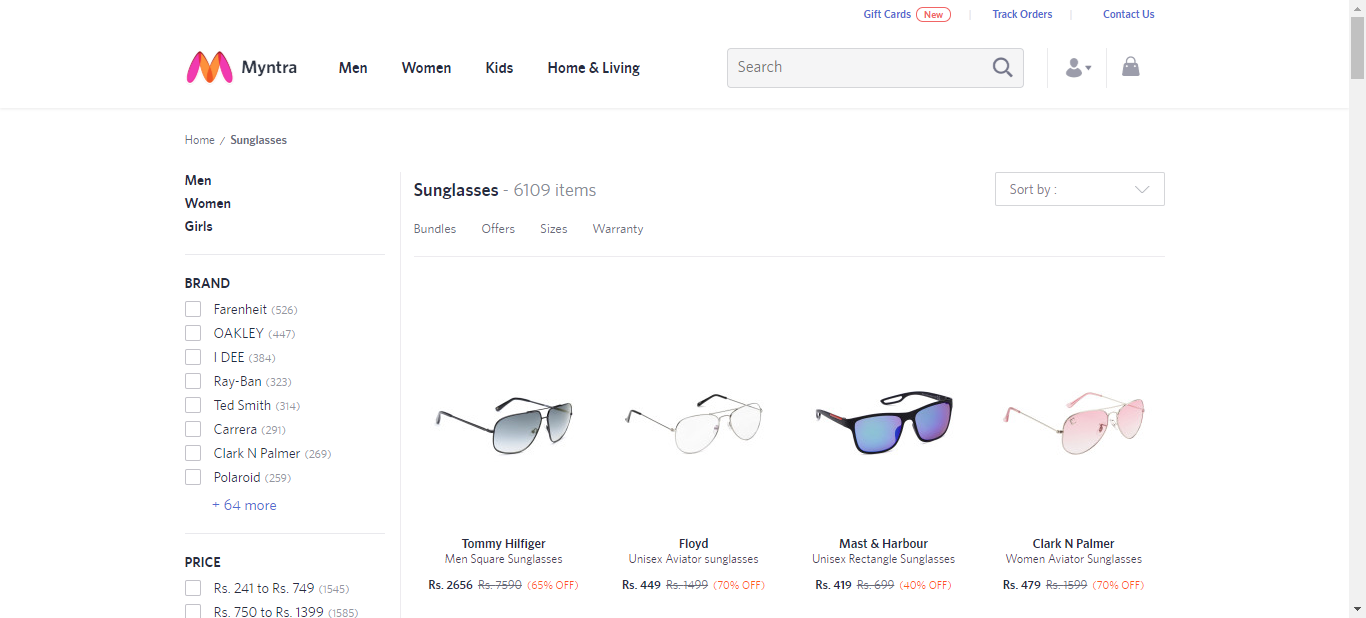 Gift Cards New Track Orders Contact Us
Myntra Men Women Kids Home & Living Search
Home / Sunglasses
Men
Women
Girls
BRAND
Farenheit (526)
OAKLEY (447)
I DEE (384)
Ray-Ban (323)
Ted Smith (314)
Carrera (291)
Clark N Palmer (269)
Polaroid (259)
+ 64 more
PRICE
Rs. 241 to Rs. 749 (1545)
Rs. 750 to Rs. 1399 (1585)
Sunglasses - 6109 items
Sort by :
Bundles Offers Sizes Warranty
Tommy Hilfiger
Men Square Sunglasses
Rs. 2656 Rs. 7590 (65% OFF)
Floyd
Unisex Aviator sunglasses
Rs. 449 Rs. 1499 (70% OFF)
Mast & Harbour
Unisex Rectangle Sunglasses
Rs. 419 Rs. 699 (40% OFF)
Clark N Palmer
Women Aviator Sunglasses
Rs. 479 Rs. 1599 (70% OFF)